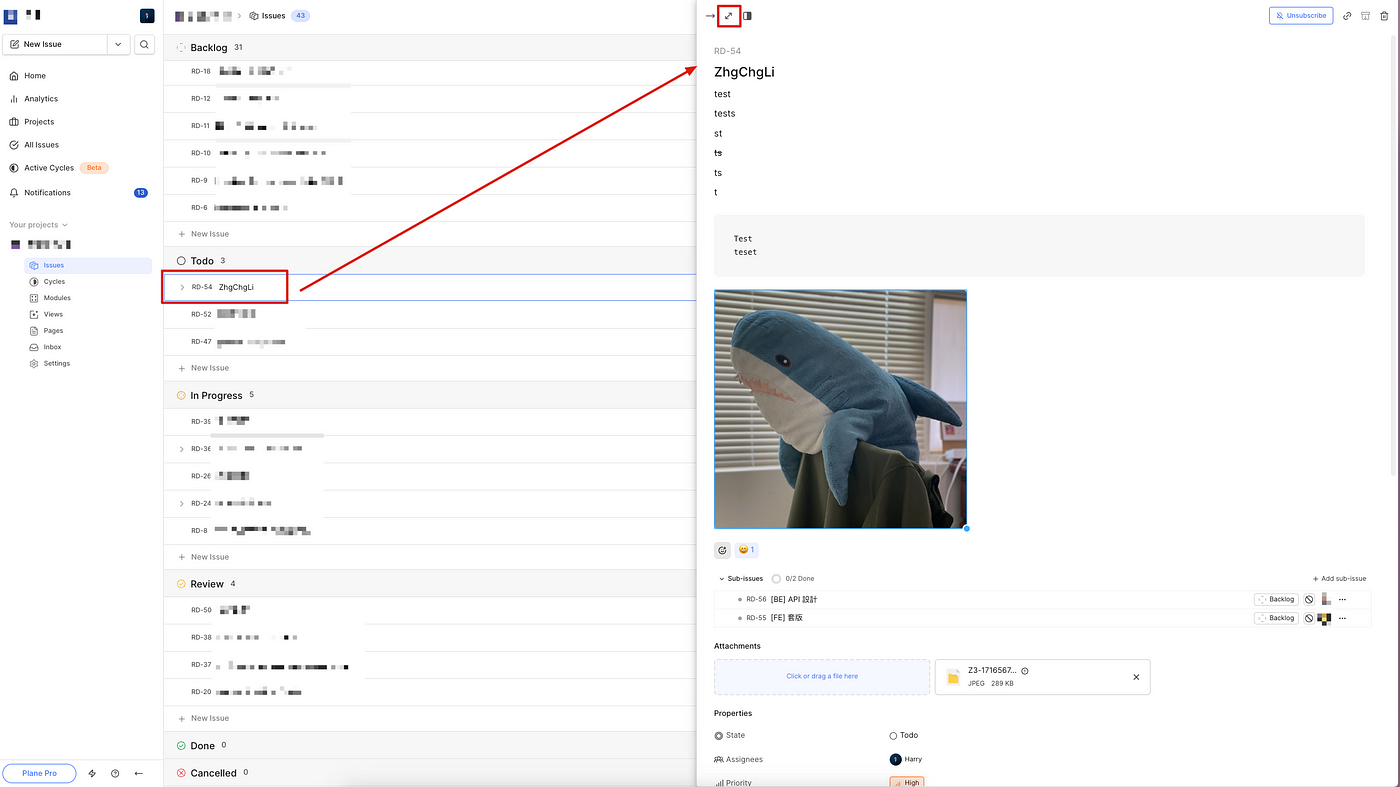 1
New Issue
Home
Analytics
Projects
All Issues
Active Cycles Beta
Notifications 13
Your projects
Issues
Cycles
Modules
Views
Pages
Inbox
Settings
Plane Pro
Issues 43
Backlog 31
RD-18
RD-12
RD-11
RD-10
RD-9
RD-6
New Issue
Todo 3
RD-54 ZhgChgLi
RD-52
RD-47
New Issue
In Progress 5
RD-39
RD-36
RD-26
RD-24
RD-8
New Issue
Review 4
RD-50
RD-38
RD-37
RD-20
New Issue
Done 0
Cancelled 0
Unsubscribe
RD-54
ZhgChgLi
test
tests
st
ts
ts
t
Test
teset
1
Sub-issues 0/2 Done Add sub-issue
RD-56 [BE] API 設計 Backlog
RD-55 [FE] 套版 Backlog
Attachments
Click or drag a file here
Z3-1716567...
JPEG 289 KB
Properties
State Todo
Assignees 1 Harry
Priority High